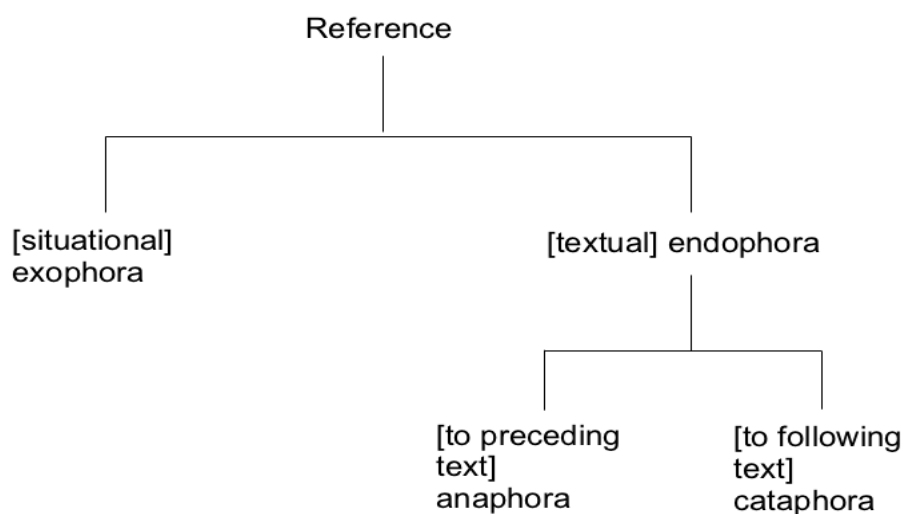 Reference
[situational]
exophora
[textual] endophora
[to preceding
text]
anaphora
[to following
text]
cataphora